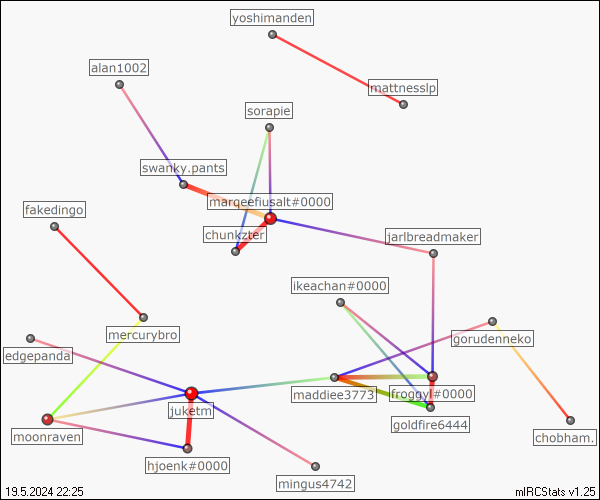 yoshimanden
alan1002
mattnesslp
sorapie
swanky.pants
marqeefiusalt#0000
fakedingo
chunkzter
jarlbreadmaker
ikeachan#0000
mercurybro
gorudenneko
edgepanda
maddiee3773
froggyl#0000
juketm
goldfire6444
moonraven
chobham.
hjoenk#0000
mingus4742
19.5.2024 22:25
mIRCStats v1.25